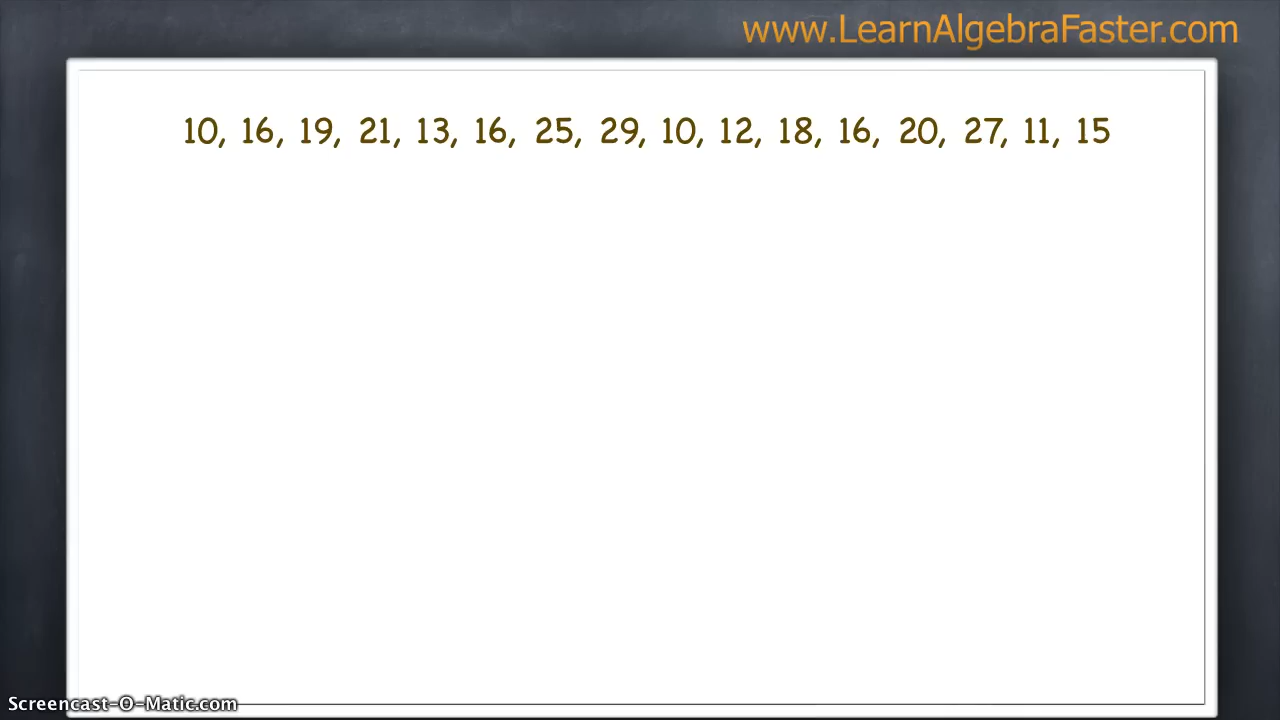 www.LearnAlgebraFaster.com
10, 16, 19, 21, 13, 16, 25, 29, 10, 12, 18, 16, 20, 27, 11, 15
Screencast-O-Matic.com